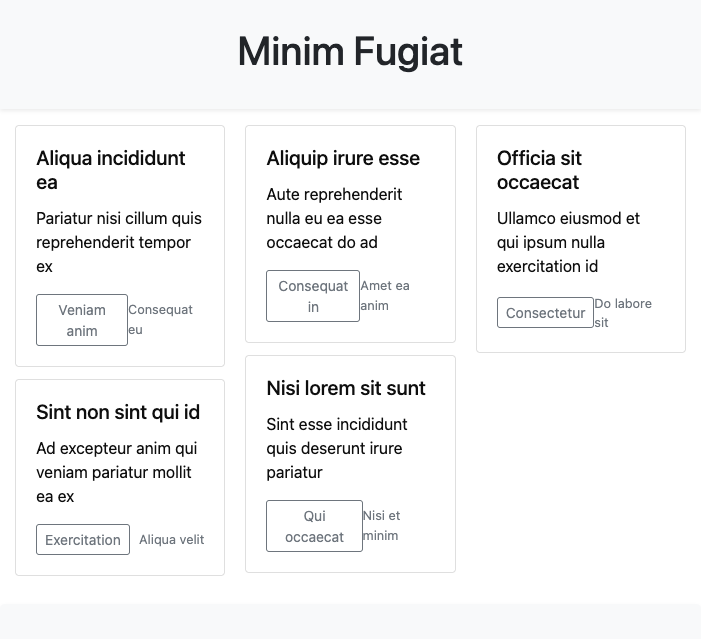 Minim Fugiat
Aliqua incididunt
ea
Pariatur nisi cillum quis
reprehenderit tempor
ex
Veniam
anim
Consequat
eu
Sint non sint qui id
Ad excepteur anim qui
veniam pariatur mollit
ea ex
Exercitation
Aliqua velit
Aliquip irure esse
Aute reprehenderit
nulla eu ea esse
occaecat do ad
Consequat
in
Amet ea
anim
Nisi lorem sit sunt
Sint esse incididunt
quis deserunt irure
pariatur
Qui
occaecat
Nisi et
minim
Officia sit
occaecat
Ullamco eiusmod et
qui ipsum nulla
exercitation id
Consectetur
Do labore
sit